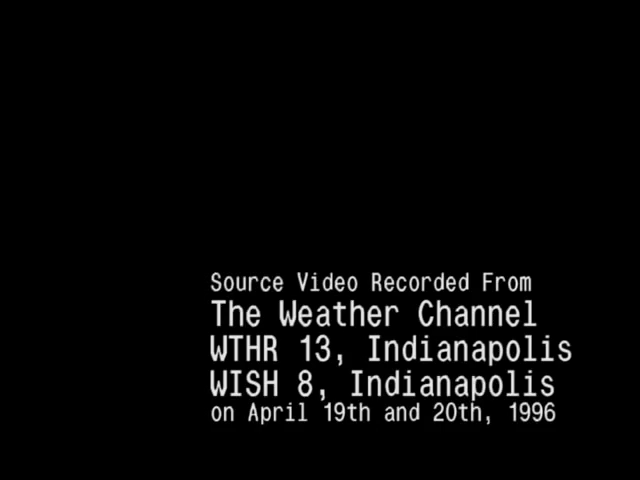 Source Video Recorded From
The Weather Channel
WTHR 13, Indianapolis
WISH 8, Indianapolis
on April 19th and 20th, 1996